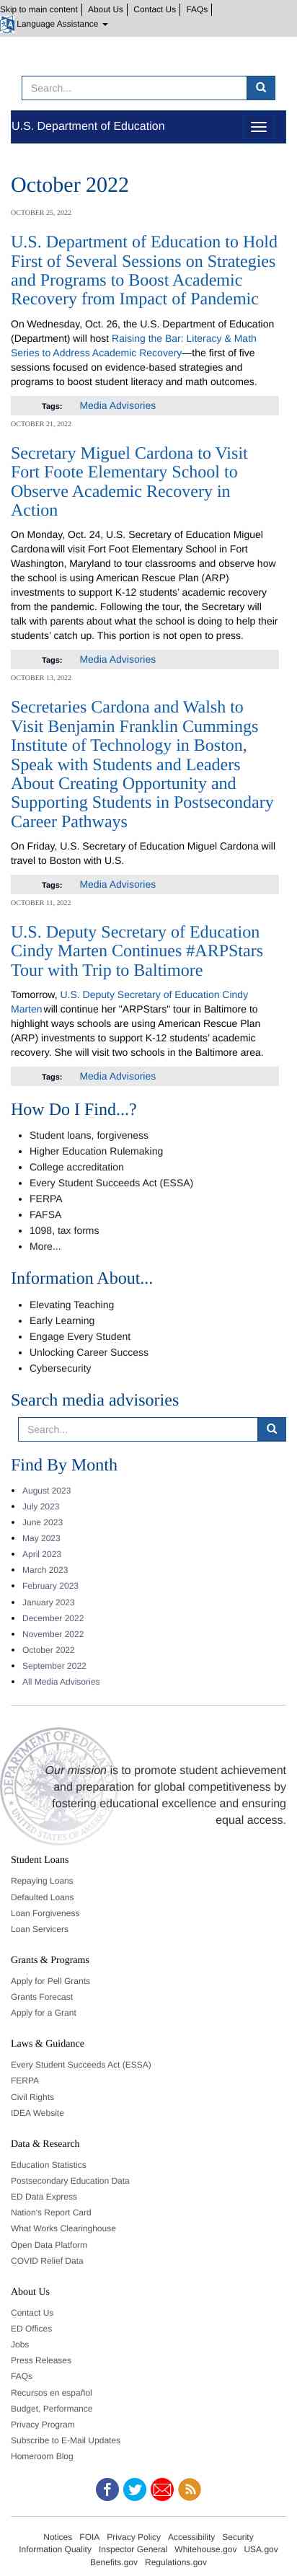 Skip to main content
About Us
Contact Us
FAQs
Language Assistance
Search...
U.S. Department of Education
October 2022
OCTOBER 25, 2022
U.S. Department of Education to Hold
First of Several Sessions on Strategies
and Programs to Boost Academic
Recovery from Impact of Pandemic
On Wednesday, Oct. 26, the U.S. Department of Education
(Department) will host Raising the Bar: Literacy & Math
Series to Address Academic Recovery—the first of five
sessions focused on evidence-based strategies and
programs to boost student literacy and math outcomes.
Tags: Media Advisories
OCTOBER 21, 2022
Secretary Miguel Cardona to Visit
Fort Foote Elementary School to
Observe Academic Recovery in
Action
On Monday, Oct. 24, U.S. Secretary of Education Miguel
Cardona will visit Fort Foot Elementary School in Fort
Washington, Maryland to tour classrooms and observe how
the school is using American Rescue Plan (ARP)
investments to support K-12 students’ academic recovery
from the pandemic. Following the tour, the Secretary will
talk with parents about what the school is doing to help their
students’ catch up. This portion is not open to press.
Tags: Media Advisories
OCTOBER 13, 2022
Secretaries Cardona and Walsh to
Visit Benjamin Franklin Cummings
Institute of Technology in Boston,
Speak with Students and Leaders
About Creating Opportunity and
Supporting Students in Postsecondary
Career Pathways
On Friday, U.S. Secretary of Education Miguel Cardona will
travel to Boston with U.S.
Tags: Media Advisories
OCTOBER 11, 2022
U.S. Deputy Secretary of Education
Cindy Marten Continues #ARPStars
Tour with Trip to Baltimore
Tomorrow, U.S. Deputy Secretary of Education Cindy
Marten will continue her "ARPStars" tour in Baltimore to
highlight ways schools are using American Rescue Plan
(ARP) investments to support K-12 students’ academic
recovery. She will visit two schools in the Baltimore area.
Tags: Media Advisories
How Do I Find...?
Student loans, forgiveness
Higher Education Rulemaking
College accreditation
Every Student Succeeds Act (ESSA)
FERPA
FAFSA
1098, tax forms
More...
Information About...
Elevating Teaching
Early Learning
Engage Every Student
Unlocking Career Success
Cybersecurity
Search media advisories
Search...
Find By Month
August 2023
July 2023
June 2023
May 2023
April 2023
March 2023
February 2023
January 2023
December 2022
November 2022
October 2022
September 2022
All Media Advisories
Our mission is to promote student achievement
and preparation for global competitiveness by
fostering educational excellence and ensuring
equal access.
Student Loans
Repaying Loans
Defaulted Loans
Loan Forgiveness
Loan Servicers
Grants & Programs
Apply for Pell Grants
Grants Forecast
Apply for a Grant
Laws & Guidance
Every Student Succeeds Act (ESSA)
FERPA
Civil Rights
IDEA Website
Data & Research
Education Statistics
Postsecondary Education Data
ED Data Express
Nation's Report Card
What Works Clearinghouse
Open Data Platform
COVID Relief Data
About Us
Contact Us
ED Offices
Jobs
Press Releases
FAQs
Recursos en español
Budget, Performance
Privacy Program
Subscribe to E-Mail Updates
Homeroom Blog
Notices FOIA Privacy Policy Accessibility Security
Information Quality Inspector General Whitehouse.gov USA.gov
Benefits.gov Regulations.gov